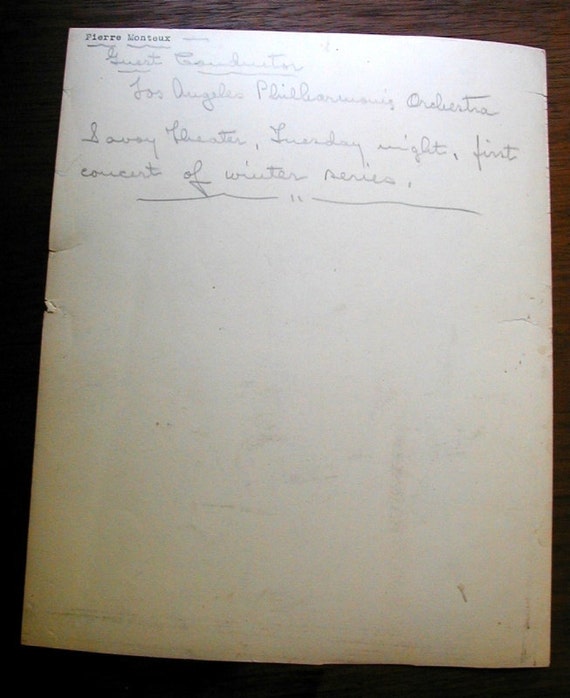 Pierre Monteux
Guest Conductor
Los Angeles Philharmonic Orchestra
Savoy Theater, Tuesday night, first
concert of winter series.